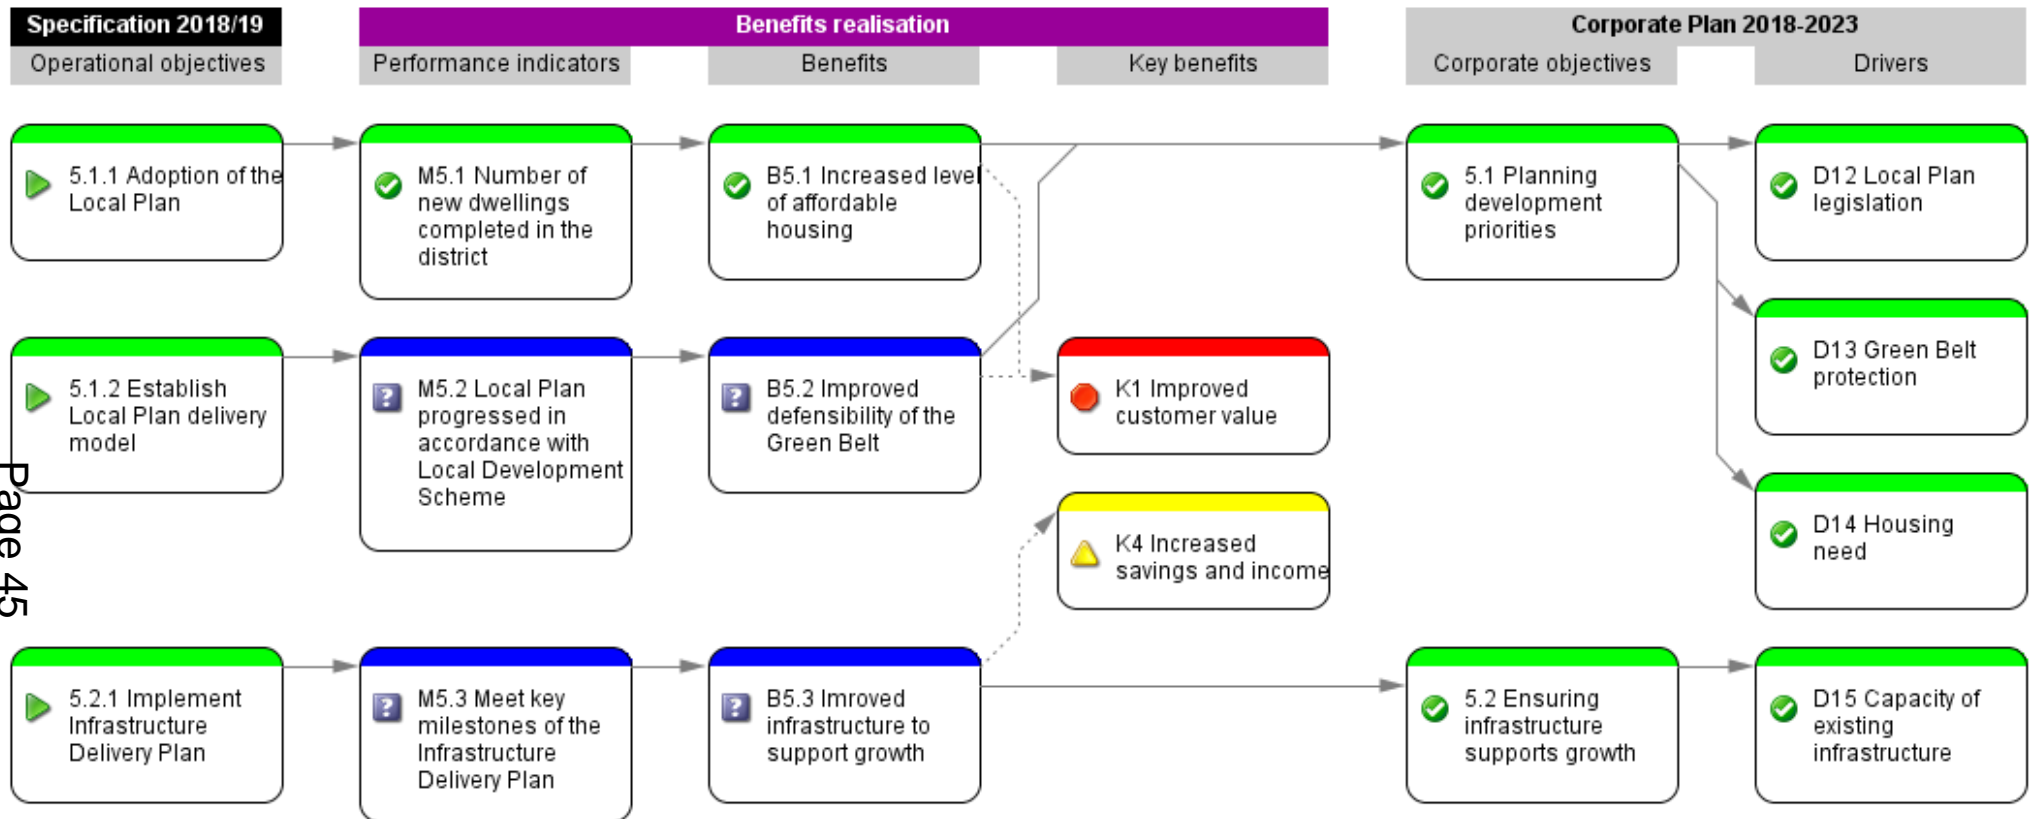 Specification 2018/19
Benefits realisation
Corporate Plan 2018-2023
Operational objectives
Performance indicators
Benefits
Key benefits
Corporate objectives
Drivers
5.1.1 Adoption of the
Local Plan
M5.1 Number of
new dwellings
completed in the
district
B5.1 Increased level
of affordable
housing
5.1 Planning
development
priorities
D12 Local Plan
legislation
D13 Green Belt
protection
5.1.2 Establish
Local Plan delivery
model
M5.2 Local Plan
progressed in
accordance with
Local Development
Scheme
B5.2 Improved
defensibility of the
Green Belt
K1 Improved
customer value
K4 Increased
savings and income
D14 Housing
need
5.2.1 Implement
Infrastructure
Delivery Plan
M5.3 Meet key
milestones of the
Infrastructure
Delivery Plan
B5.3 Imroved
infrastructure to
support growth
5.2 Ensuring
infrastructure
supports growth
D15 Capacity of
existing
infrastructure
Page 45